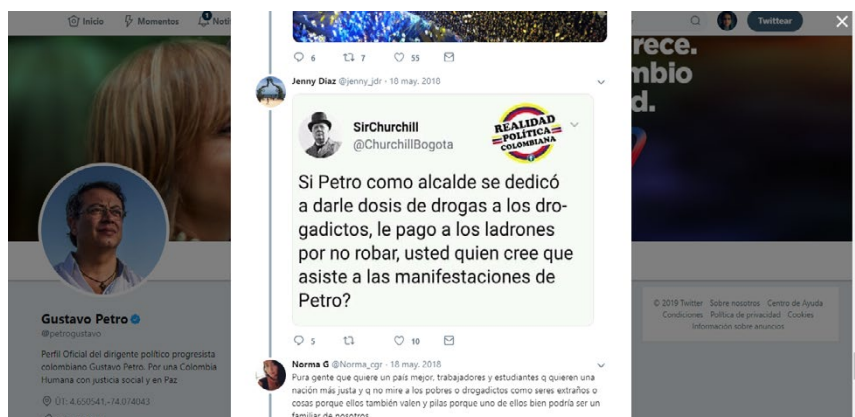 Inicio
Momentos
Twittear
rece.
mbio
d.
6
7
55
Jenny Diaz @jenny_jdr · 18 may. 2018
SirChurchill
@ChurchillBogota
REALIDAD
POLÍTICA
COLOMBIANA
Si Petro como alcalde se dedicó
a darle dosis de drogas a los dro-
gadictos, le pago a los ladrones
por no robar, usted quien cree que
asiste a las manifestaciones de
Petro?
5
10
Norma G @Norma_cgr · 18 may. 2018
Pura gente que quiere un país mejor, trabajadores y estudiantes q quieren una
nación más justa y q no mire a los pobres o drogadictos como seres extraños o
cosas porque ellos también valen y pilas porque uno de ellos bien podría ser un
familiar de nosotros
Gustavo Petro
@petrogustavo
Perfil Oficial del dirigente político progresista
colombiano Gustavo Petro. Por una Colombia
Humana con justicia social y en Paz
ÜT: 4.650541,-74.074043
© 2019 Twitter Sobre nosotros Centro de Ayuda
Condiciones Política de privacidad Cookies
Información sobre anuncios